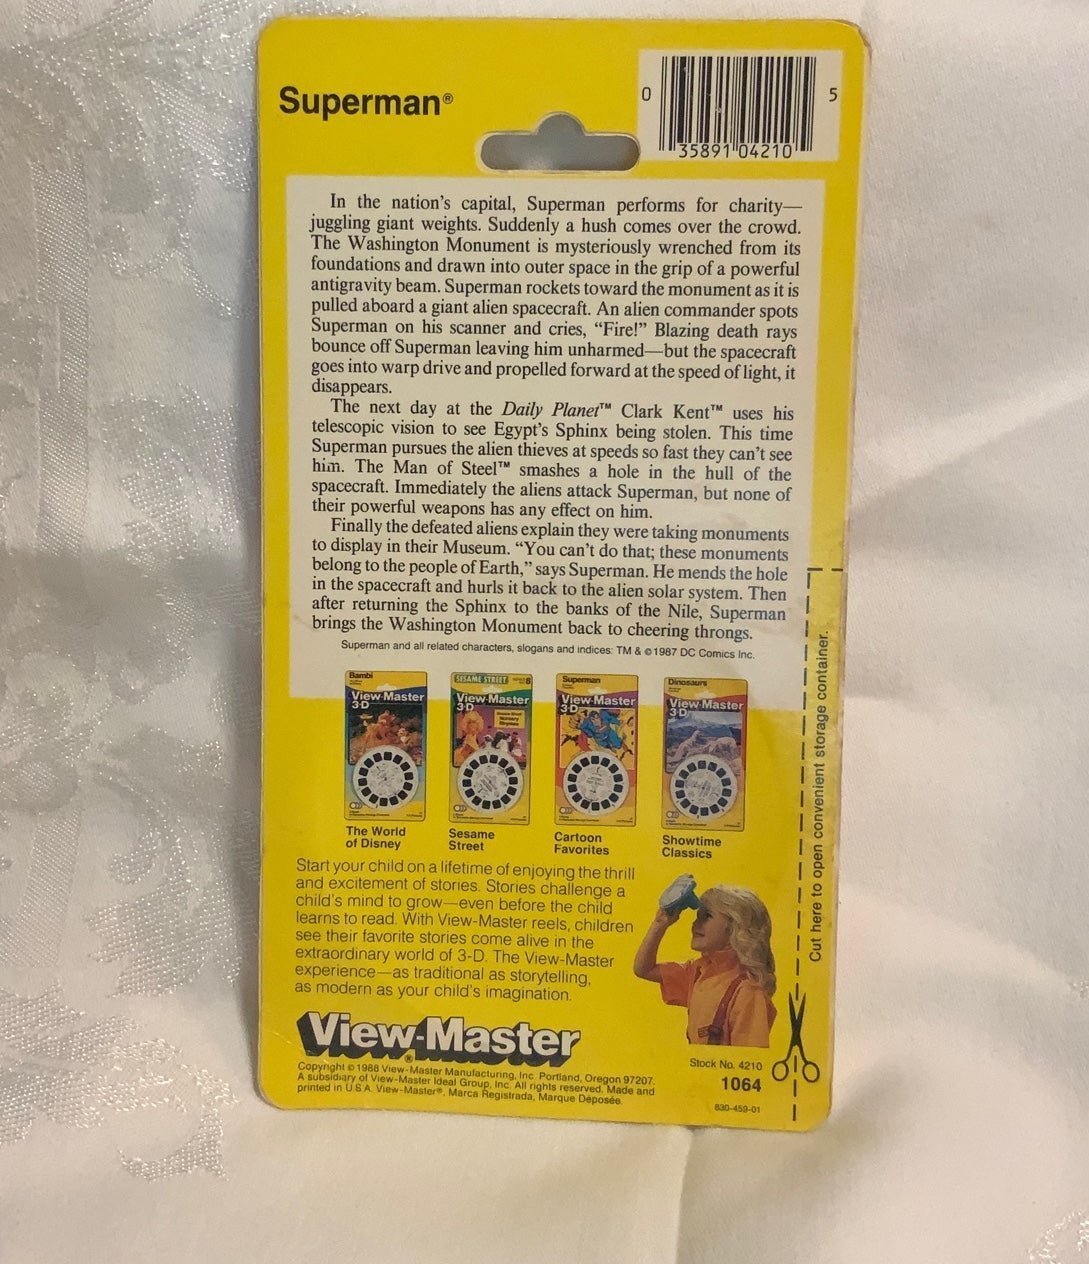 Superman®
0 35891 04210 5
In the nation's capital, Superman performs for charity—
juggling giant weights. Suddenly a hush comes over the crowd.
The Washington Monument is mysteriously wrenched from its
foundations and drawn into outer space in the grip of a powerful
antigravity beam. Superman rockets toward the monument as it is
pulled aboard a giant alien spacecraft. An alien commander spots
Superman on his scanner and cries, “Fire!” Blazing death rays
bounce off Superman leaving him unharmed—but the spacecraft
goes into warp drive and propelled forward at the speed of light, it
disappears.
The next day at the Daily Planet™ Clark Kent™ uses his
telescopic vision to see Egypt's Sphinx being stolen. This time
Superman pursues the alien thieves at speeds so fast they can't see
him. The Man of Steel™ smashes a hole in the hull of the
spacecraft. Immediately the aliens attack Superman, but none of
their powerful weapons has any effect on him.
Finally the defeated aliens explain they were taking monuments
to display in their Museum. “You can't do that; these monuments
belong to the people of Earth,” says Superman. He mends the hole
in the spacecraft and hurls it back to the alien solar system. Then
after returning the Sphinx to the banks of the Nile, Superman
brings the Washington Monument back to cheering throngs.
Superman and all related characters, slogans and indices: TM & ©1987 DC Comics Inc.
Bambi
View-Master
3-D
SESAME STREET
View-Master
3-D
Superman
View-Master
3-D
Dinosaurs
View-Master
3-D
The World
of Disney
Sesame
Street
Cartoon
Favorites
Showtime
Classics
Start your child on a lifetime of enjoying the thrill
and excitement of stories. Stories challenge a
child's mind to grow—even before the child
learns to read. With View-Master reels, children
see their favorite stories come alive in the
extraordinary world of 3-D. The View-Master
experience—as traditional as storytelling,
as modern as your child's imagination.
View-Master®
Copyright ©1988 View-Master Manufacturing, Inc. Portland, Oregon 97207.
A subsidiary of View-Master Ideal Group, Inc. All rights reserved. Made and
printed in U S A. View-Master®, Marca Registrada, Marque Déposée.
Stock No. 4210
1064
830-459-01
Cut here to open convenient storage container.